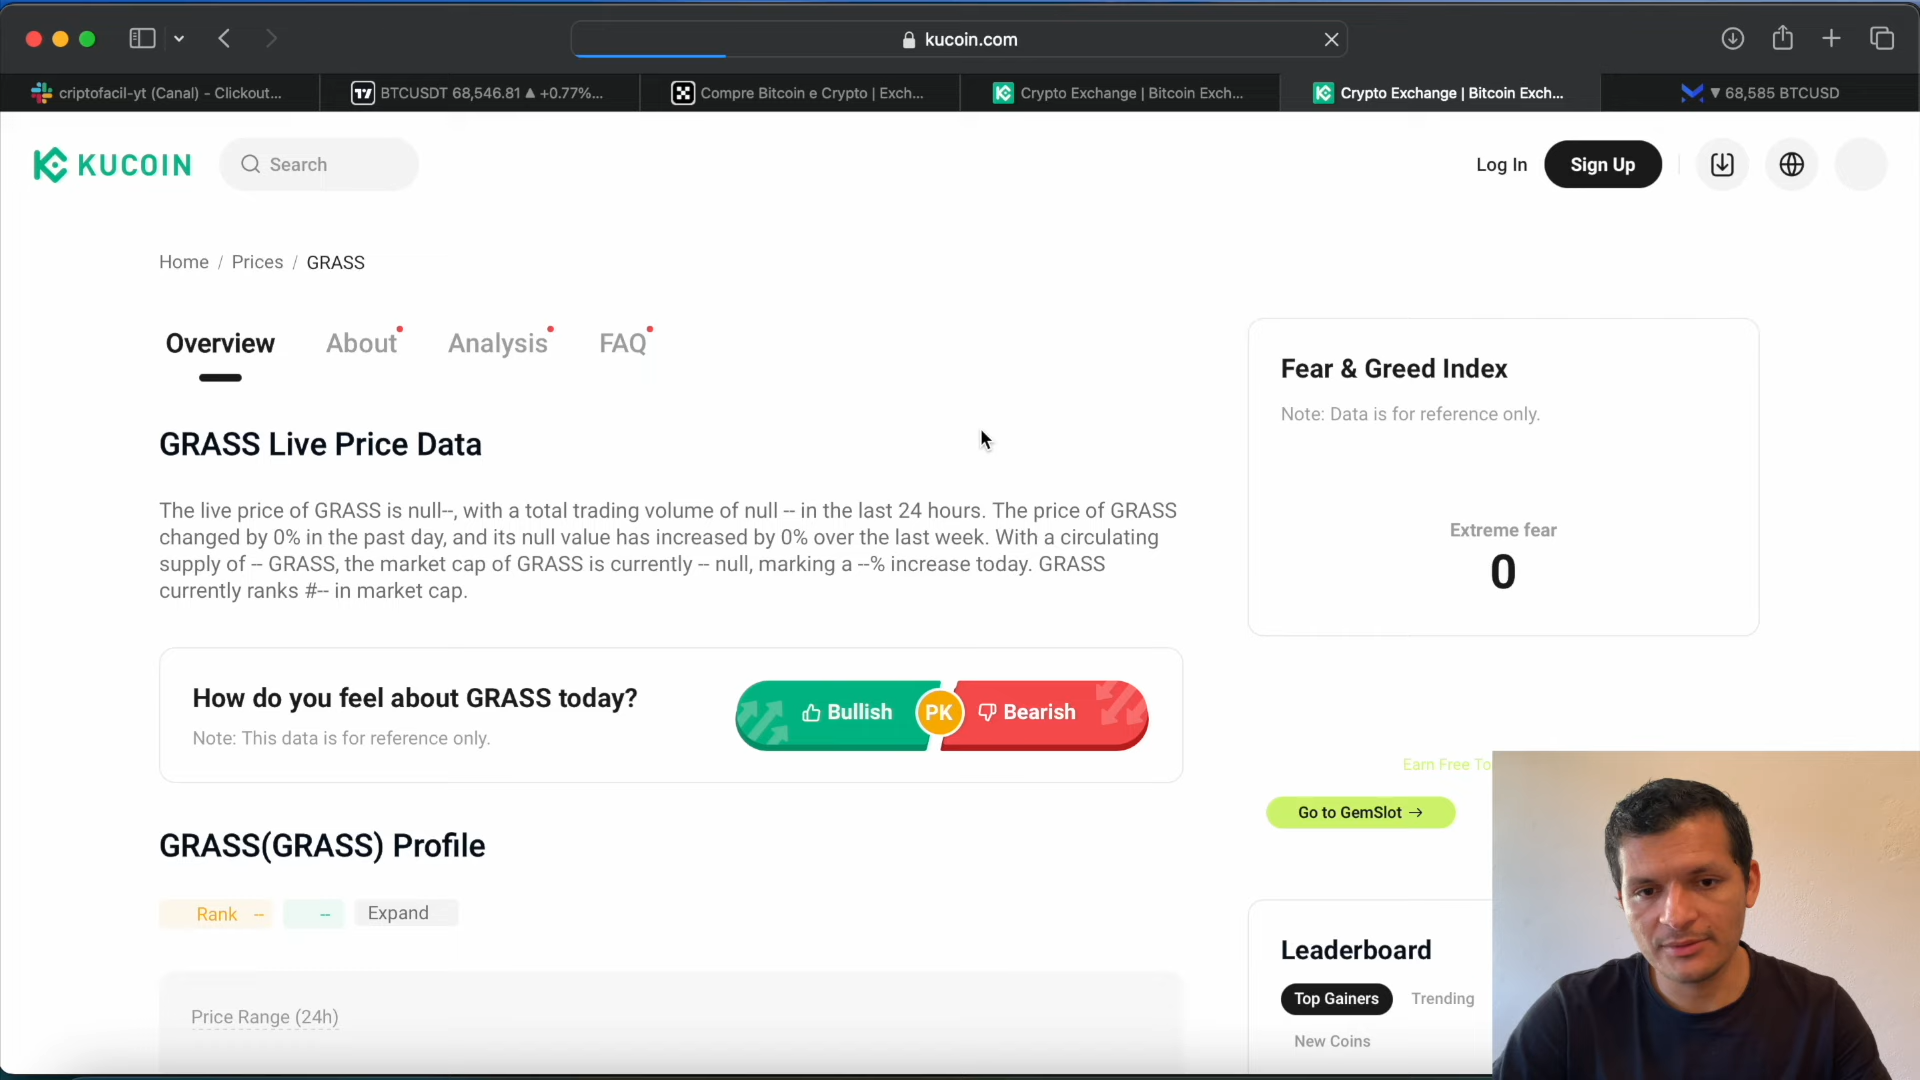 kucoin.com
criptofacil-yt (Canal) - Clickout...
BTCUSDT 68,546.81 ▲ +0.77%...
Compre Bitcoin e Crypto | Exch...
Crypto Exchange | Bitcoin Exch...
Crypto Exchange | Bitcoin Exch...
▼ 68,585 BTCUSD
KUCOIN
Search
Log In
Sign Up
Home / Prices / GRASS
Overview
About
Analysis
FAQ
Fear & Greed Index
Note: Data is for reference only.
Extreme fear
0
GRASS Live Price Data
The live price of GRASS is null--, with a total trading volume of null -- in the last 24 hours. The price of GRASS
changed by 0% in the past day, and its null value has increased by 0% over the last week. With a circulating
supply of -- GRASS, the market cap of GRASS is currently -- null, marking a --% increase today. GRASS
currently ranks #-- in market cap.
How do you feel about GRASS today?
Note: This data is for reference only.
Bullish
PK
Bearish
Earn Free To
Go to GemSlot →
GRASS(GRASS) Profile
Rank --
--
Expand
Price Range (24h)
Leaderboard
Top Gainers
Trending
New Coins